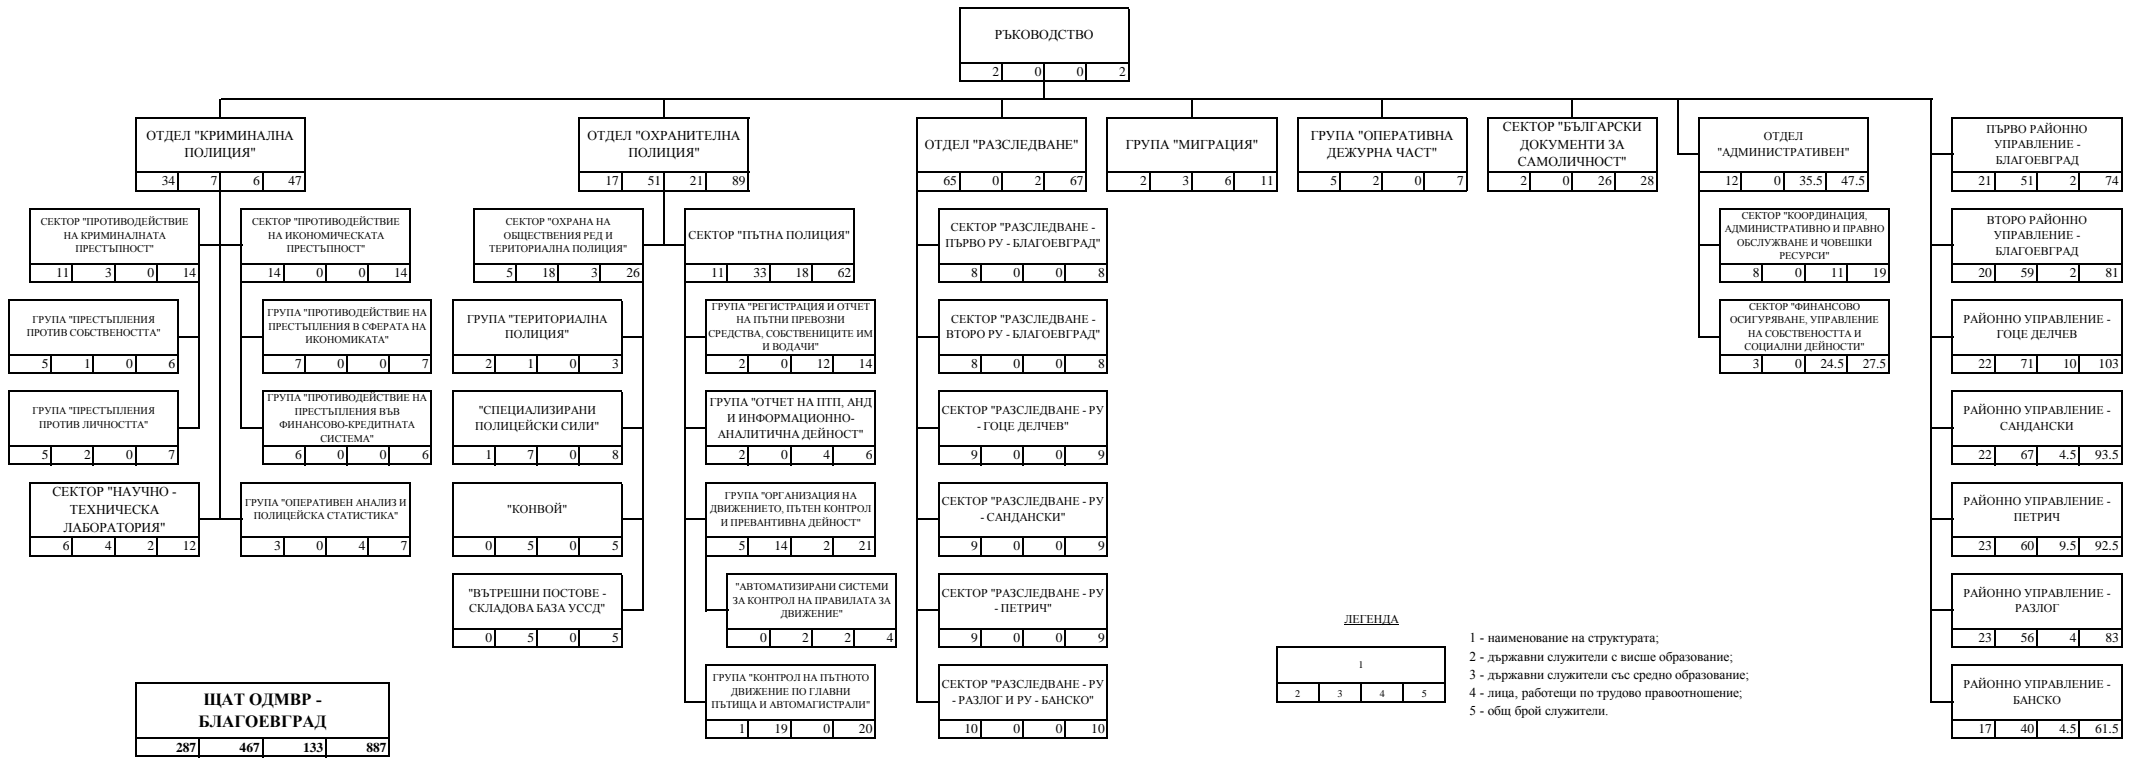 РЪКОВОДСТВО
2 0 0 2
ОТДЕЛ "КРИМИНАЛНА
ПОЛИЦИЯ"
34 7 6 47
СЕКТОР "ПРОТИВОДЕЙСТВИЕ
НА КРИМИНАЛНАТА
ПРЕСТЪПНОСТ"
11 3 0 14
ГРУПА "ПРЕСТЪПЛЕНИЯ
ПРОТИВ СОБСТВЕНОСТТА"
5 1 0 6
ГРУПА "ПРЕСТЪПЛЕНИЯ
ПРОТИВ ЛИЧНОСТТА"
5 2 0 7
СЕКТОР "НАУЧНО -
ТЕХНИЧЕСКА
ЛАБОРАТОРИЯ"
6 4 2 12
СЕКТОР "ПРОТИВОДЕЙСТВИЕ
НА ИКОНОМИЧЕСКАТА
ПРЕСТЪПНОСТ"
14 0 0 14
ГРУПА "ПРОТИВОДЕЙСТВИЕ НА
ПРЕСТЪПЛЕНИЯ В СФЕРАТА НА
ИКОНОМИКАТА"
7 0 0 7
ГРУПА "ПРОТИВОДЕЙСТВИЕ НА
ПРЕСТЪПЛЕНИЯ ВЪВ
ФИНАНСОВО-КРЕДИТНАТА
СИСТЕМА"
6 0 0 6
ГРУПА "ОПЕРАТИВЕН АНАЛИЗ И
ПОЛИЦЕЙСКА СТАТИСТИКА"
3 0 4 7
ОТДЕЛ "ОХРАНИТЕЛНА
ПОЛИЦИЯ"
17 51 21 89
СЕКТОР "ОХРАНА НА
ОБЩЕСТВЕНИЯ РЕД И
ТЕРИТОРИАЛНА ПОЛИЦИЯ"
5 18 3 26
ГРУПА "ТЕРИТОРИАЛНА
ПОЛИЦИЯ"
2 1 0 3
"СПЕЦИАЛИЗИРАНИ
ПОЛИЦЕЙСКИ СИЛИ"
1 7 0 8
"КОНВОЙ"
0 5 0 5
"ВЪТРЕШНИ ПОСТОВЕ -
СКЛАДОВА БАЗА УССД"
0 5 0 5
СЕКТОР "ПЪТНА ПОЛИЦИЯ"
11 33 18 62
ГРУПА "РЕГИСТРАЦИЯ И ОТЧЕТ
НА ПЪТНИ ПРЕВОЗНИ
СРЕДСТВА, СОБСТВЕНИЦИТЕ ИМ
И ВОДАЧИ"
2 0 12 14
ГРУПА "ОТЧЕТ НА ПТП, АНД
И ИНФОРМАЦИОННО-
АНАЛИТИЧНА ДЕЙНОСТ"
2 0 4 6
ГРУПА "ОРГАНИЗАЦИЯ НА
ДВИЖЕНИЕТО, ПЪТЕН КОНТРОЛ
И ПРЕВАНТИВНА ДЕЙНОСТ"
5 14 2 21
"АВТОМАТИЗИРАНИ СИСТЕМИ
ЗА КОНТРОЛ НА ПРАВИЛАТА ЗА
ДВИЖЕНИЕ"
0 2 2 4
ГРУПА "КОНТРОЛ НА ПЪТНОТО
ДВИЖЕНИЕ ПО ГЛАВНИ
ПЪТИЩА И АВТОМАГИСТРАЛИ"
1 19 0 20
ОТДЕЛ "РАЗСЛЕДВАНЕ"
65 0 2 67
СЕКТОР "РАЗСЛЕДВАНЕ -
ПЪРВО РУ - БЛАГОЕВГРАД"
8 0 0 8
СЕКТОР "РАЗСЛЕДВАНЕ -
ВТОРО РУ - БЛАГОЕВГРАД"
8 0 0 8
СЕКТОР "РАЗСЛЕДВАНЕ - РУ
- ГОЦЕ ДЕЛЧЕВ"
9 0 0 9
СЕКТОР "РАЗСЛЕДВАНЕ - РУ
- САНДАНСКИ"
9 0 0 9
СЕКТОР "РАЗСЛЕДВАНЕ - РУ
- ПЕТРИЧ"
9 0 0 9
СЕКТОР "РАЗСЛЕДВАНЕ - РУ
- РАЗЛОГ И РУ - БАНСКО"
10 0 0 10
ГРУПА "МИГРАЦИЯ"
2 3 6 11
ГРУПА "ОПЕРАТИВНА
ДЕЖУРНА ЧАСТ"
5 2 0 7
СЕКТОР "БЪЛГАРСКИ
ДОКУМЕНТИ ЗА
САМОЛИЧНОСТ"
2 0 26 28
ОТДЕЛ
"АДМИНИСТРАТИВЕН"
12 0 35.5 47.5
СЕКТОР "КООРДИНАЦИЯ,
АДМИНИСТРАТИВНО И ПРАВНО
ОБСЛУЖВАНЕ И ЧОВЕШКИ
РЕСУРСИ"
8 0 11 19
СЕКТОР "ФИНАНСОВО
ОСИГУРЯВАНЕ, УПРАВЛЕНИЕ
НА СОБСТВЕНОСТТА И
СОЦИАЛНИ ДЕЙНОСТИ"
3 0 24.5 27.5
ПЪРВО РАЙОННО
УПРАВЛЕНИЕ -
БЛАГОЕВГРАД
21 51 2 74
ВТОРО РАЙОННО
УПРАВЛЕНИЕ -
БЛАГОЕВГРАД
20 59 2 81
РАЙОННО УПРАВЛЕНИЕ -
ГОЦЕ ДЕЛЧЕВ
22 71 10 103
РАЙОННО УПРАВЛЕНИЕ -
САНДАНСКИ
22 67 4.5 93.5
РАЙОННО УПРАВЛЕНИЕ -
ПЕТРИЧ
23 60 9.5 92.5
РАЙОННО УПРАВЛЕНИЕ -
РАЗЛОГ
23 56 4 83
РАЙОННО УПРАВЛЕНИЕ -
БАНСКО
17 40 4.5 61.5
ЛЕГЕНДА
1
2 3 4 5
1 - наименование на структурата;
2 - държавни служители с висше образование;
3 - държавни служители със средно образование;
4 - лица, работещи по трудово правоотношение;
5 - общ брой служители.
ЩАТ ОДМВР -
БЛАГОЕВГРАД
287 467 133 887